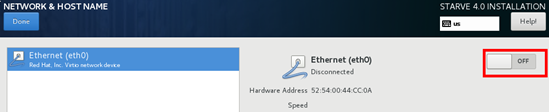 NETWORK & HOST NAME
STARVE 4.0 INSTALLATION
Done
us
Help!
Ethernet (eth0)
Red Hat, Inc. Virtio network device
Ethernet (eth0)
Disconnected
OFF
Hardware Address 52:54:00:44:CC:0A
Speed